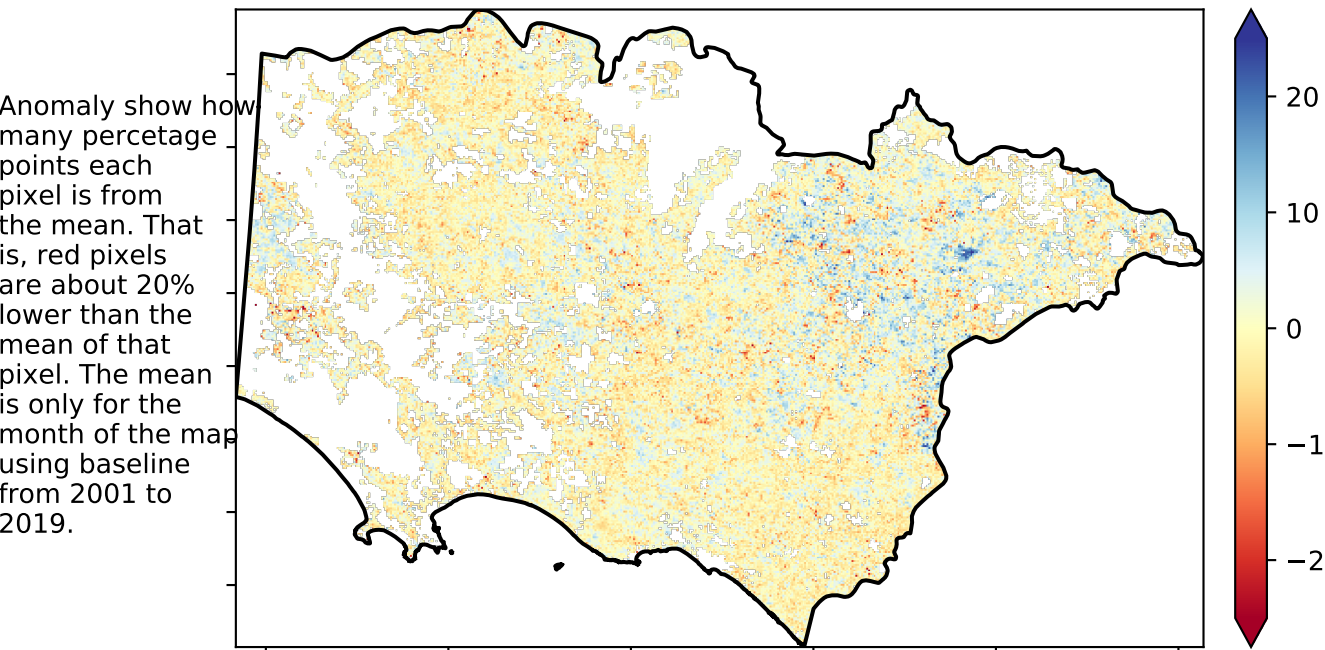 Anomaly show how
many percetage
points each
pixel is from
the mean. That
is, red pixels
are about 20%
lower than the
mean of that
pixel. The mean
is only for the
month of the map
using baseline
from 2001 to
2019.
20
10
0
−1
−2